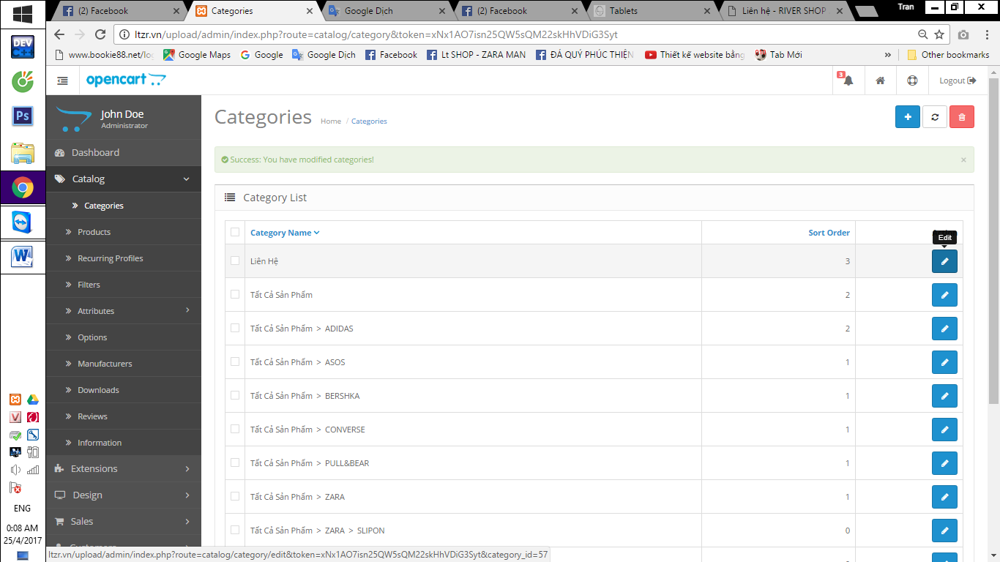 (2) Facebook
Categories
Google Dịch
(2) Facebook
Tablets
Liên hệ - RIVER SHOP
Tran
ltzr.vn/upload/admin/index.php?route=catalog/category&token=xNx1AO7isn25QW5sQM22skHhVDiG3Syt
www.bookie88.net/log
Google Maps
Google
Google Dịch
Facebook
Lt SHOP - ZARA MAN
ĐÁ QUÝ PHÚC THIỆN
Thiết kế website bằng
Tab Mới
Other bookmarks
DEV
C++
Ps
opencart
3
Logout
John Doe
Administrator
Dashboard
Catalog
Categories
Products
Recurring Profiles
Filters
Attributes
Options
Manufacturers
Downloads
Reviews
Information
Extensions
Design
Sales
Customers
Categories
Home / Categories
Success: You have modified categories!
Category List
Category Name
Sort Order
Edit
Liên Hệ 3
Tất Cả Sản Phẩm 2
Tất Cả Sản Phẩm > ADIDAS 2
Tất Cả Sản Phẩm > ASOS 1
Tất Cả Sản Phẩm > BERSHKA 1
Tất Cả Sản Phẩm > CONVERSE 1
Tất Cả Sản Phẩm > PULL&BEAR 1
Tất Cả Sản Phẩm > ZARA 1
Tất Cả Sản Phẩm > ZARA > SLIPON 0
ENG
0:08 AM
25/4/2017
ltzr.vn/upload/admin/index.php?route=catalog/category/edit&token=xNx1AO7isn25QW5sQM22skHhVDiG3Syt&category_id=57